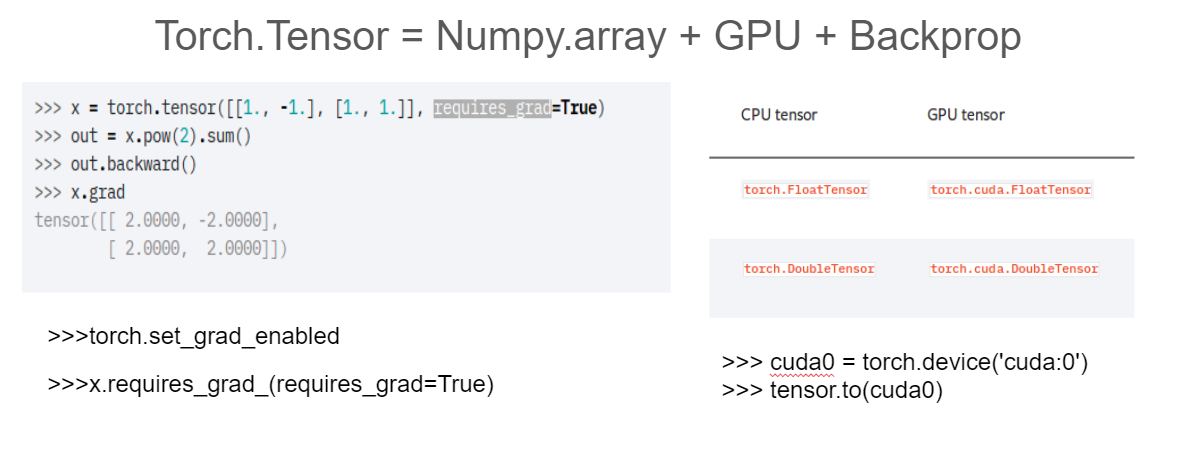 Torch.Tensor = Numpy.array + GPU + Backprop
>>> x = torch.tensor([[1., -1.], [1., 1.]], requires_grad=True)
>>> out = x.pow(2).sum()
>>> out.backward()
>>> x.grad
tensor([[ 2.0000, -2.0000],
        [ 2.0000,  2.0000]])
>>>torch.set_grad_enabled
>>>x.requires_grad_(requires_grad=True)
CPU tensor GPU tensor
torch.FloatTensor torch.cuda.FloatTensor
torch.DoubleTensor torch.cuda.DoubleTensor
>>> cuda0 = torch.device('cuda:0')
>>> tensor.to(cuda0)